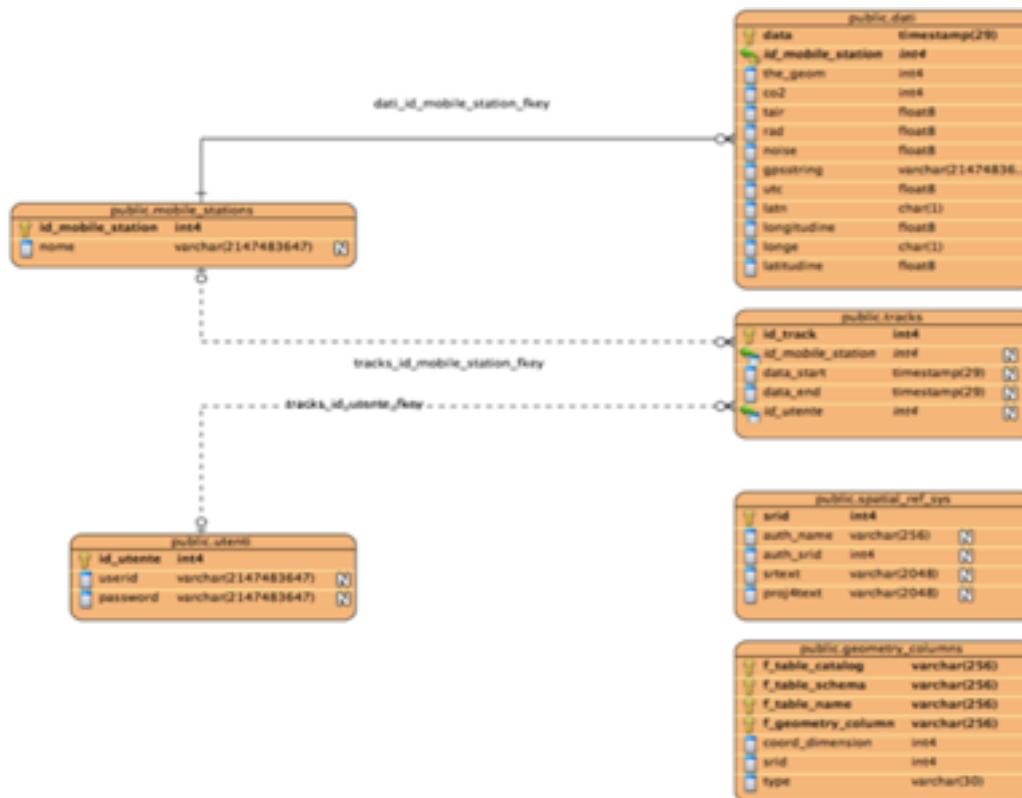 public.dati
data timestamp(29)
id_mobile_station int4
the_geom int4
co2 int4
tair float8
rad float8
noise float8
gpsstring varchar(21474836...
utc float8
latn char(1)
longitudine float8
longe char(1)
latitudine float8
dati_id_mobile_station_fkey
public.mobile_stations
id_mobile_station int4
nome varchar(2147483647) N
public.tracks
id_track int4
id_mobile_station int4 N
data_start timestamp(29) N
data_end timestamp(29) N
id_utente int4 N
tracks_id_mobile_station_fkey
tracks_id_utente_fkey
public.utenti
id_utente int4
userid varchar(2147483647) N
password varchar(2147483647) N
public.spatial_ref_sys
srid int4
auth_name varchar(256) N
auth_srid int4 N
srtext varchar(2048) N
proj4text varchar(2048) N
public.geometry_columns
f_table_catalog varchar(256)
f_table_schema varchar(256)
f_table_name varchar(256)
f_geometry_column varchar(256)
coord_dimension int4
srid int4
type varchar(30)